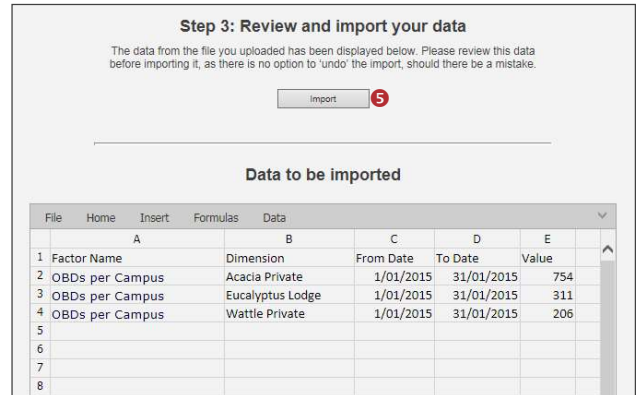 Step 3: Review and import your data
The data from the file you uploaded has been displayed below. Please review this data
before importing it, as there is no option to 'undo' the import, should there be a mistake.
Import 5
Data to be imported
File Home Insert Formulas Data
A B C D E
1 Factor Name Dimension From Date To Date Value
2 OBDs per Campus Acacia Private 1/01/2015 31/01/2015 754
3 OBDs per Campus Eucalyptus Lodge 1/01/2015 31/01/2015 311
4 OBDs per Campus Wattle Private 1/01/2015 31/01/2015 206
5
6
7
8